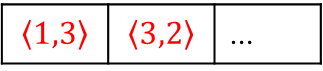 ⟨1,3⟩ ⟨3,2⟩ ...